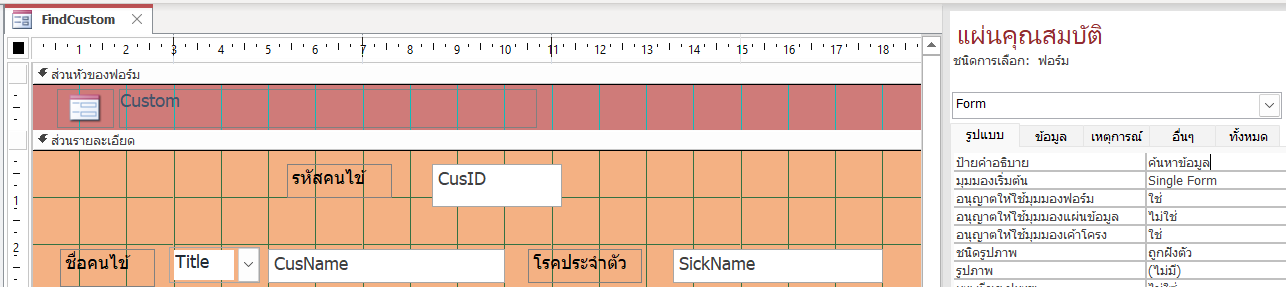 FindCustom
แผ่นคุณสมบัติ
ชนิดการเลือก: ฟอร์ม
1 2 3 4 5 6 7 8 9 10 11 12 13 14 15 16 17 18
ส่วนหัวของฟอร์ม
Custom
Form
ส่วนรายละเอียด
รูปแบบ ข้อมูล เหตุการณ์ อื่นๆ ทั้งหมด
ป้ายคำอธิบาย ค้นหาข้อมูล
รหัสคนไข้ CusID
มุมมองเริ่มต้น Single Form
1
อนุญาตให้ใช้มุมมองฟอร์ม ใช่
อนุญาตให้ใช้มุมมองแผ่นข้อมูล ไม่ใช่
อนุญาตให้ใช้มุมมองเค้าโครง ใช่
2
ชื่อคนไข้ Title CusName โรคประจำตัว SickName
ชนิดรูปภาพ ถูกฝังตัว
รูปภาพ (ไม่มี)